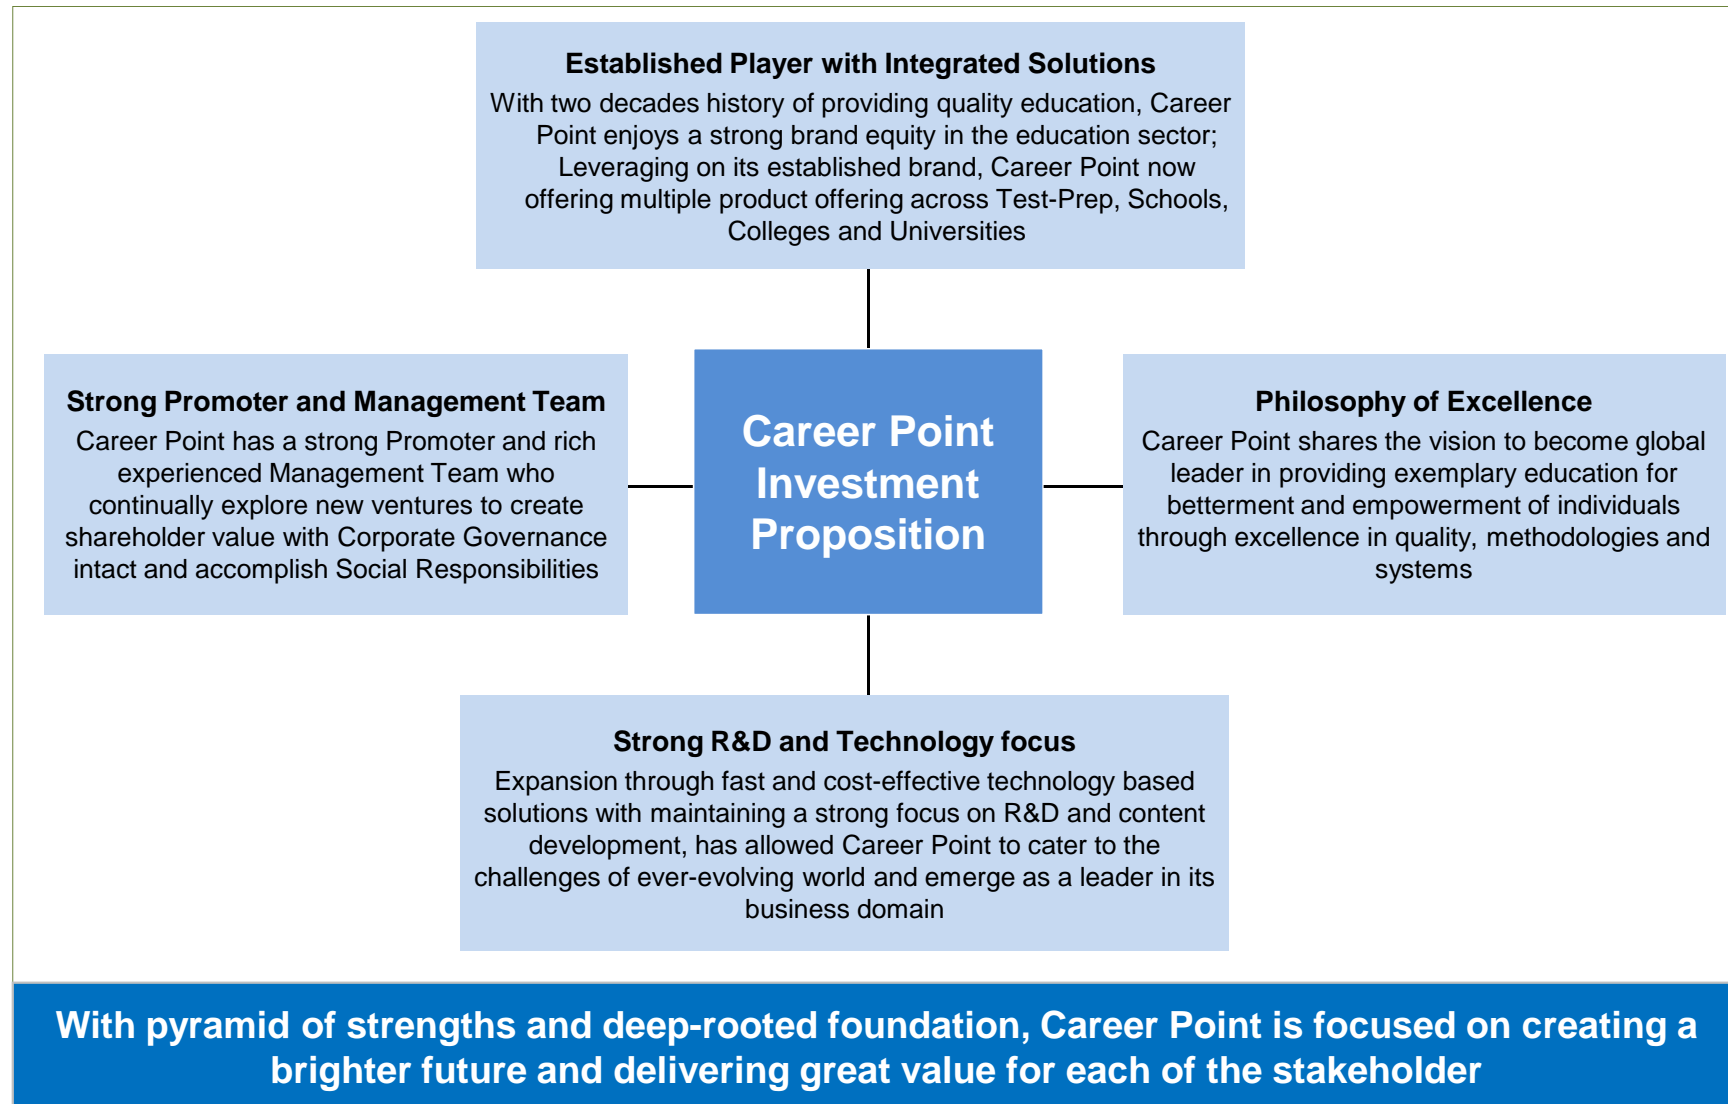 Established Player with Integrated Solutions
With two decades history of providing quality education, Career
Point enjoys a strong brand equity in the education sector;
Leveraging on its established brand, Career Point now
offering multiple product offering across Test-Prep, Schools,
Colleges and Universities
Strong Promoter and Management Team
Career Point has a strong Promoter and rich
experienced Management Team who
continually explore new ventures to create
shareholder value with Corporate Governance
intact and accomplish Social Responsibilities
Career Point
Investment
Proposition
Philosophy of Excellence
Career Point shares the vision to become global
leader in providing exemplary education for
betterment and empowerment of individuals
through excellence in quality, methodologies and
systems
Strong R&D and Technology focus
Expansion through fast and cost-effective technology based
solutions with maintaining a strong focus on R&D and content
development, has allowed Career Point to cater to the
challenges of ever-evolving world and emerge as a leader in its
business domain
With pyramid of strengths and deep-rooted foundation, Career Point is focused on creating a
brighter future and delivering great value for each of the stakeholder